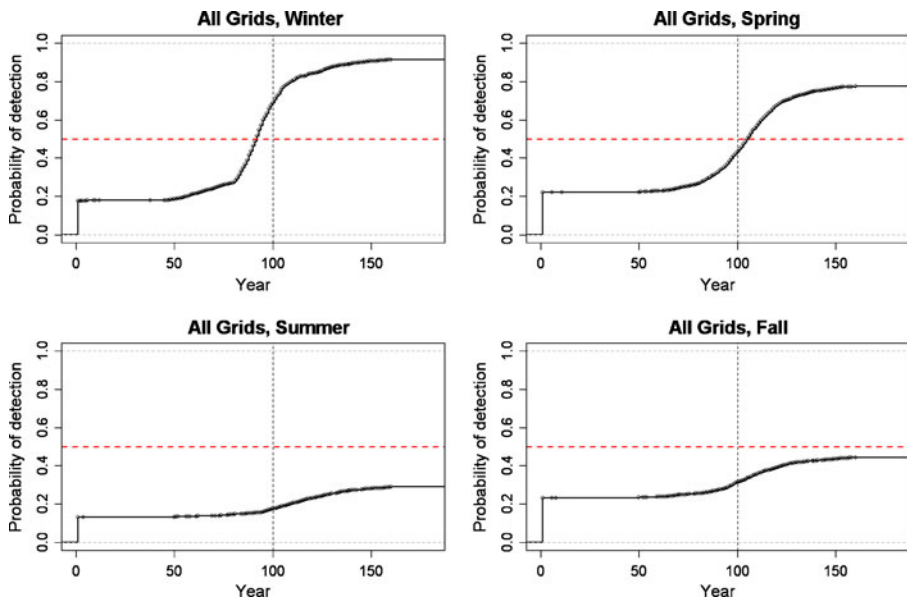 All Grids, Winter
Probability of detection
0.0 0.2 0.4 0.6 0.8 1.0
0 50 100 150
Year
All Grids, Spring
Probability of detection
0.0 0.2 0.4 0.6 0.8 1.0
0 50 100 150
Year
All Grids, Summer
Probability of detection
0.0 0.2 0.4 0.6 0.8 1.0
0 50 100 150
Year
All Grids, Fall
Probability of detection
0.0 0.2 0.4 0.6 0.8 1.0
0 50 100 150
Year